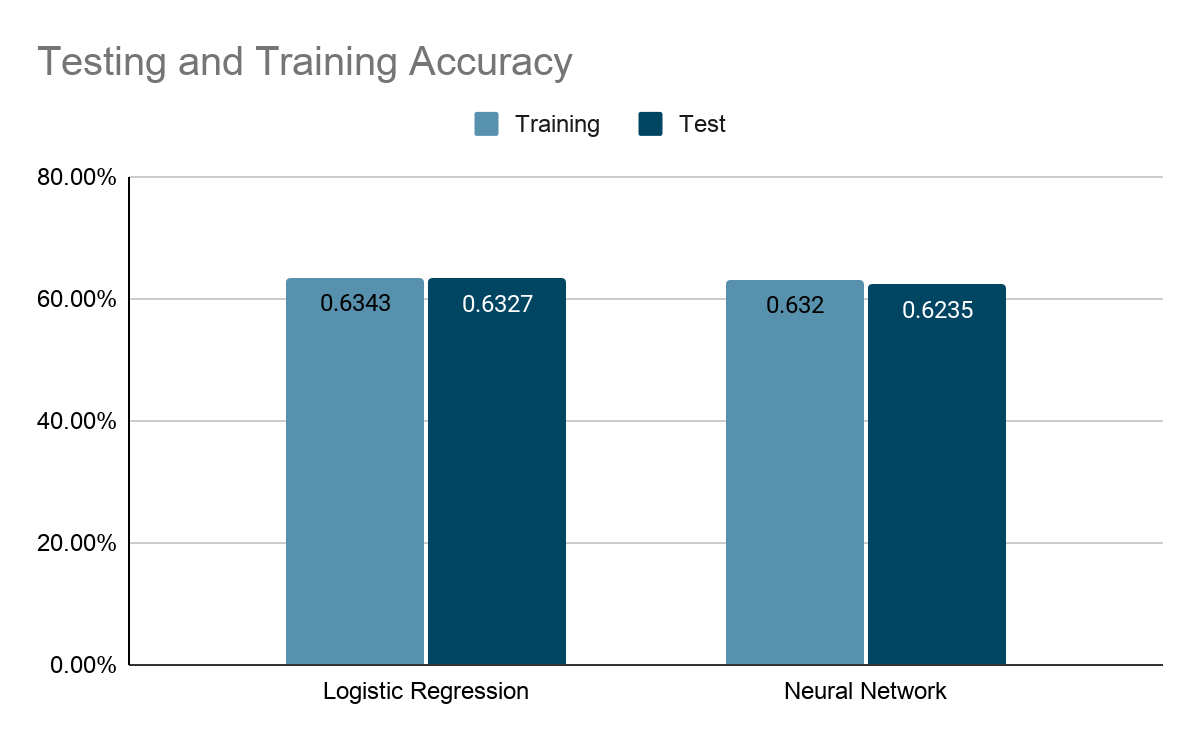 Testing and Training Accuracy
Training Test
80.00%
60.00%
40.00%
20.00%
0.00%
0.6343 0.6327 0.632 0.6235
Logistic Regression Neural Network